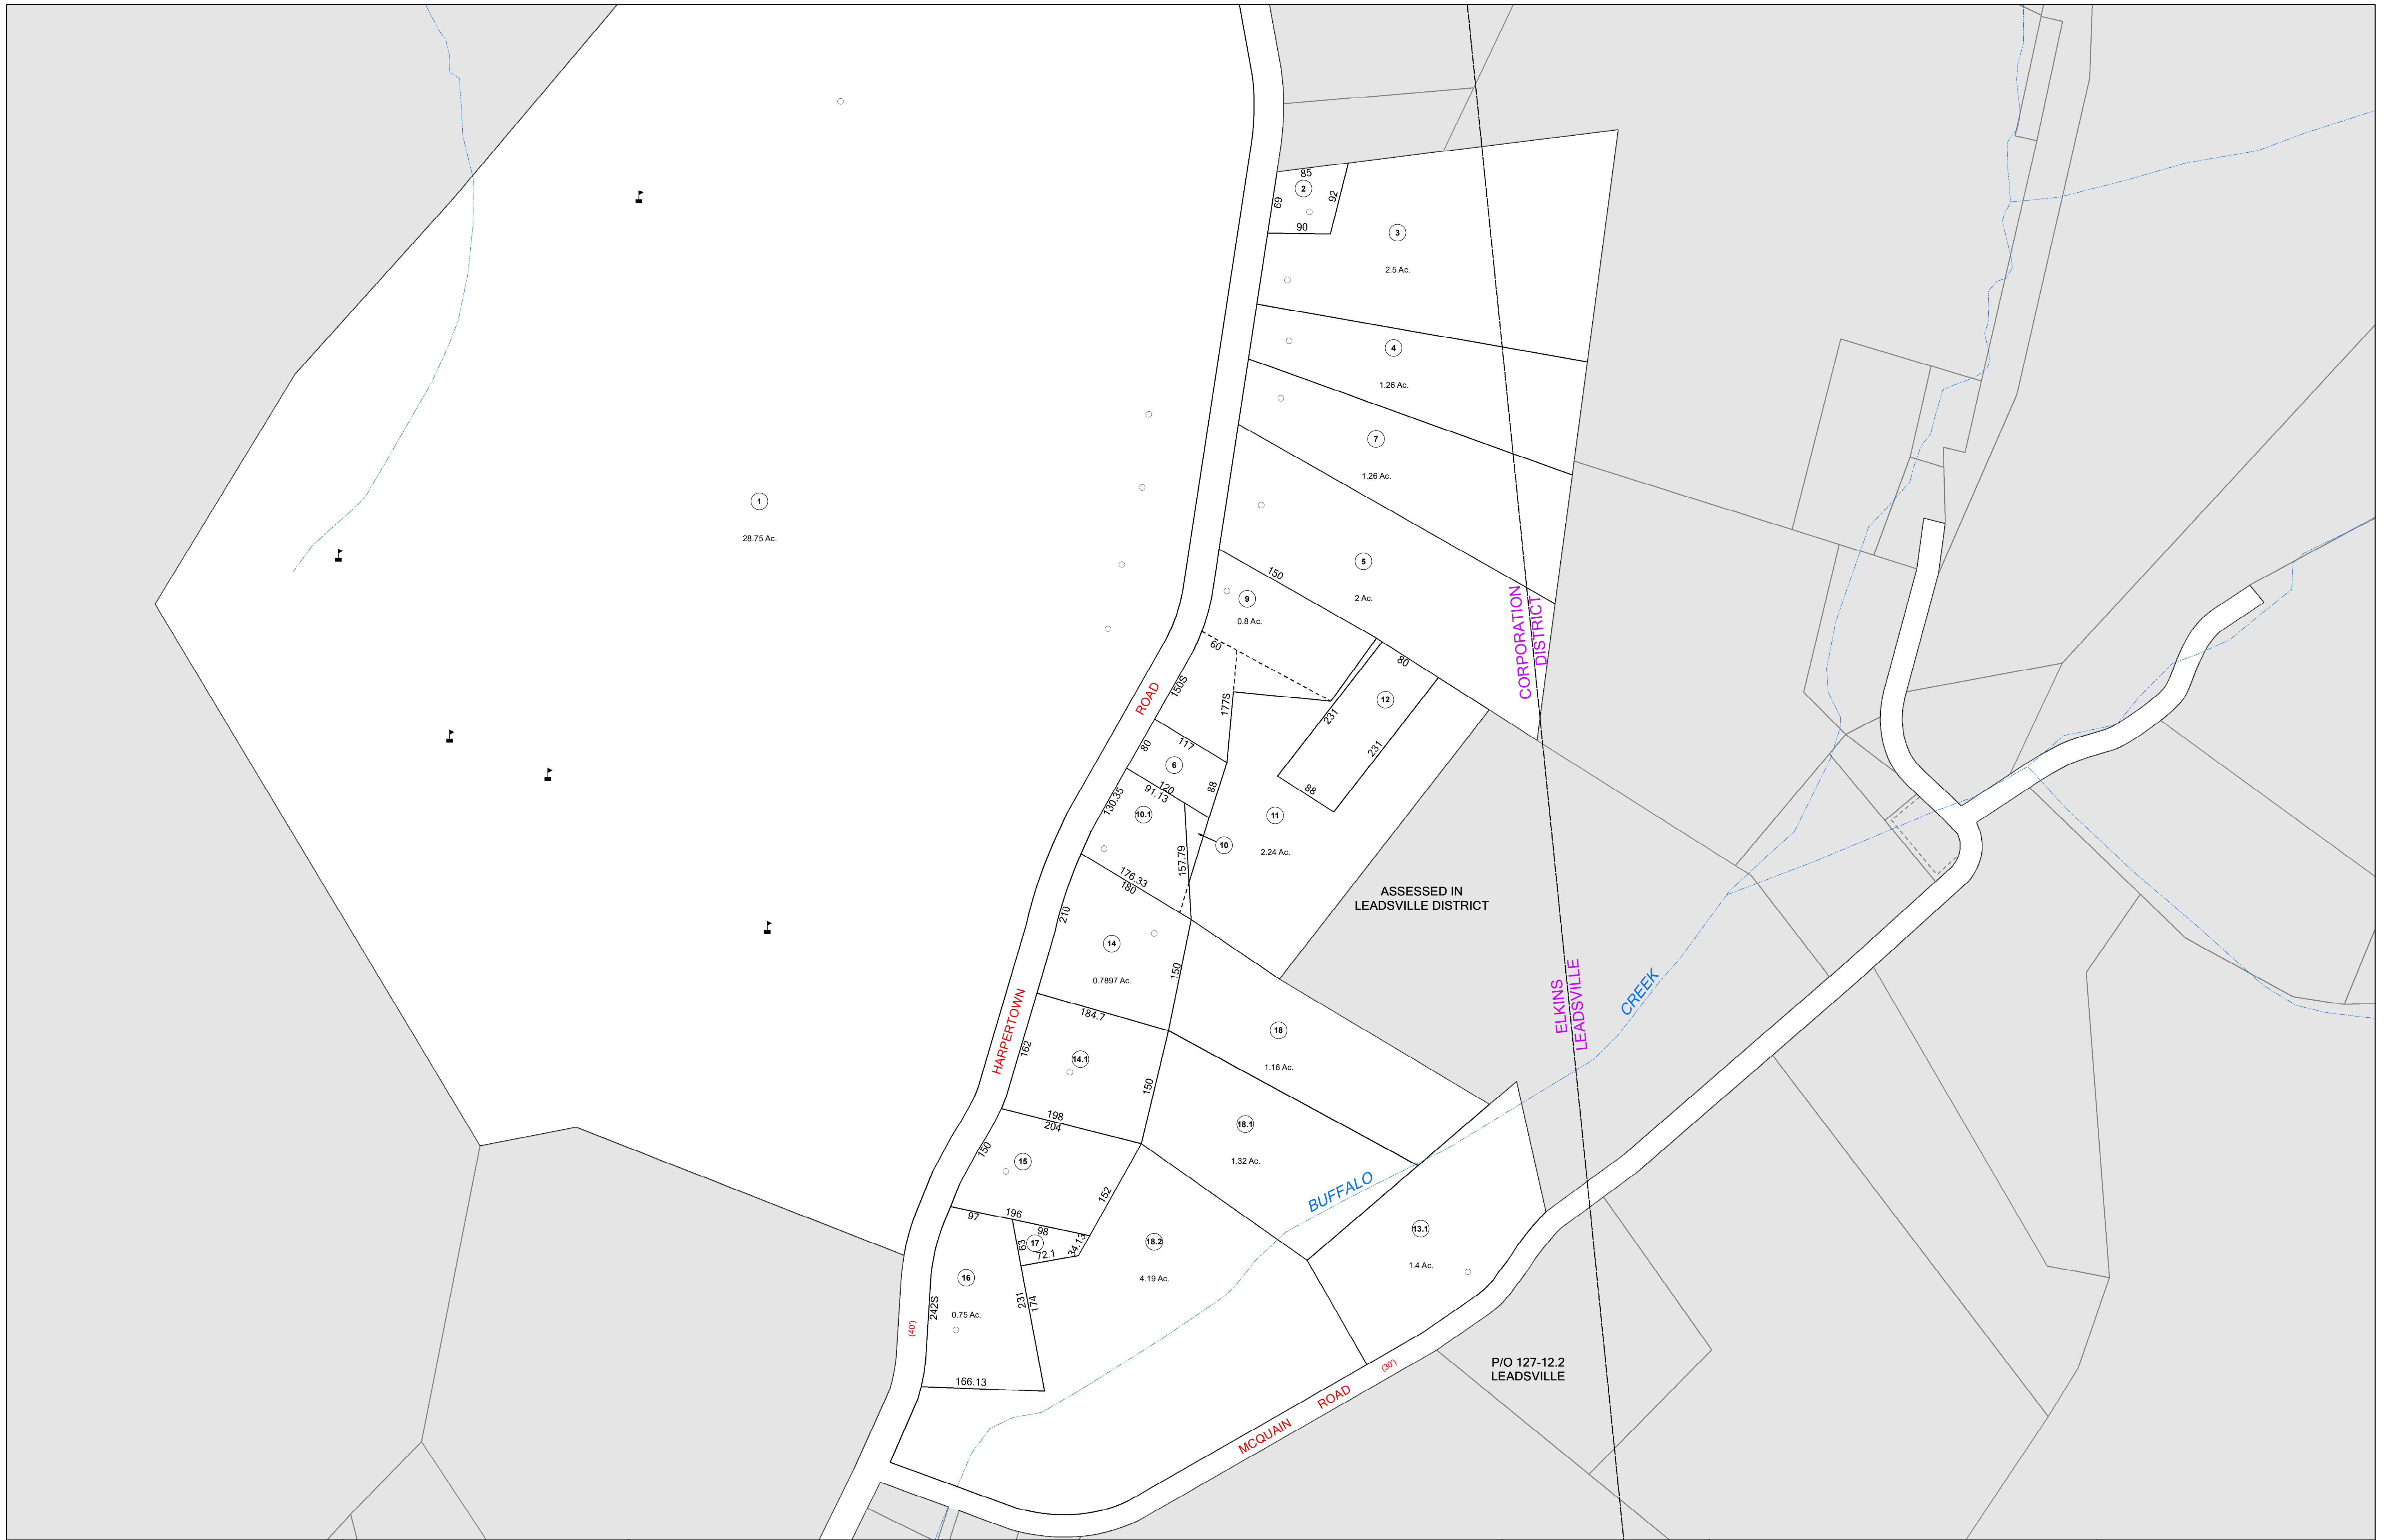 85
2
69
92
90
3
2.5 Ac.
4
1.26 Ac.
7
1.26 Ac.
1
28.75 Ac.
5
2 Ac.
150
9
0.8 Ac.
60
CORPORATION
DISTRICT
80
12
231
231
88
ROAD
150S
177S
117
80
6
120
88
91.13
130.35
10.1
10
157.79
11
2.24 Ac.
176.33
180
ASSESSED IN
LEADSVILLE DISTRICT
210
14
0.7897 Ac.
150
184.7
HARPERTOWN
162
14.1
150
198
204
18
1.16 Ac.
ELKINS
LEADSVILLE
CREEK
18.1
1.32 Ac.
BUFFALO
150
15
152
97
196
98
17
63
72.1
34.13
18.2
4.19 Ac.
13.1
1.4 Ac.
16
0.75 Ac.
242S
231
174
(40')
166.13
P/O 127-12.2
LEADSVILLE
(30')
MCQUAIN ROAD